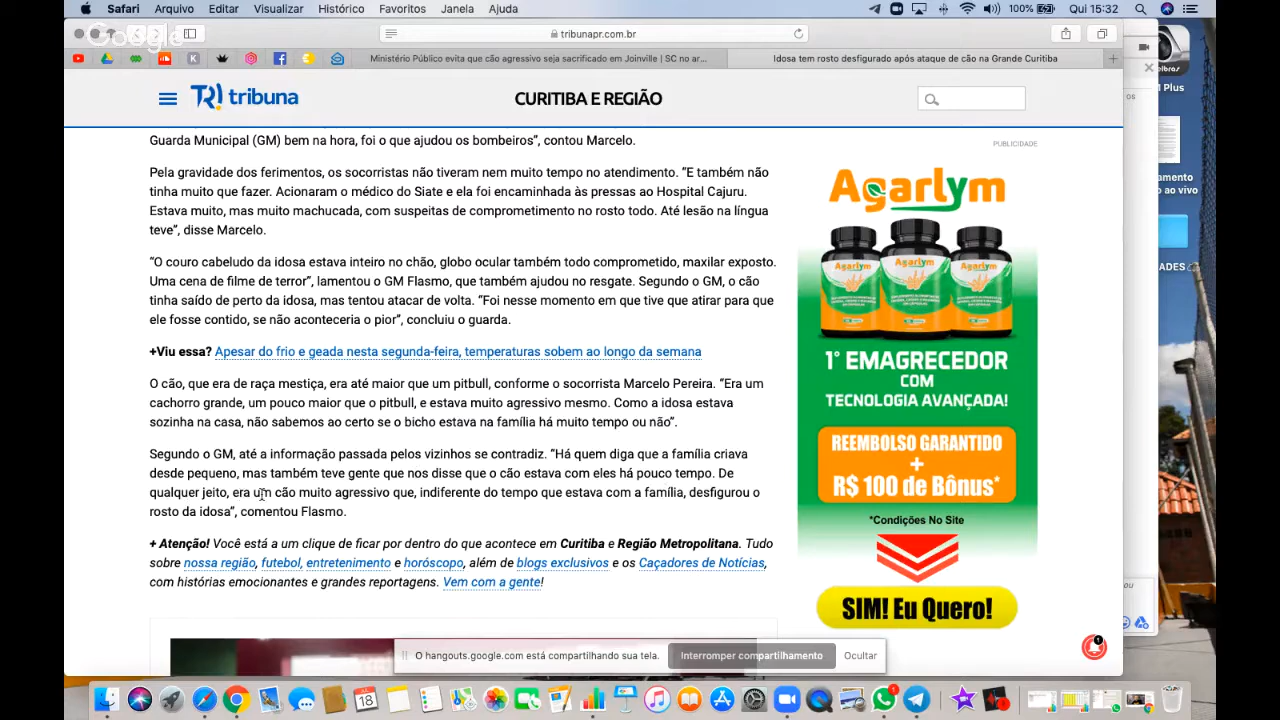 Safari Arquivo Editar Visualizar Histórico Favoritos Janela Ajuda 100% Qui 15:32
Google
tribunapr.com.br
Ministério Público evita que cão agressivo seja sacrificado em Joinville | SC no ar...
Idosa tem rosto desfigurado após ataque de cão na Grande Curitiba
tribuna
CURITIBA E REGIÃO
Guarda Municipal (GM) bem na hora, foi o que ajudou os bombeiros”, contou Marcelo.
Pela gravidade dos ferimentos, os socorristas não tiveram nem muito tempo no atendimento. “E também não
tinha muito que fazer. Acionaram o médico do Siate e ela foi encaminhada às pressas ao Hospital Cajuru.
Estava muito, mas muito machucada, com suspeitas de comprometimento no rosto todo. Até lesão na língua
teve”, disse Marcelo.
“O couro cabeludo da idosa estava inteiro no chão, globo ocular também todo comprometido, maxilar exposto.
Uma cena de filme de terror”, lamentou o GM Flasmo, que também ajudou no resgate. Segundo o GM, o cão
tinha saído de perto da idosa, mas tentou atacar de volta. “Foi nesse momento em que tive que atirar para que
ele fosse contido, se não aconteceria o pior”, concluiu o guarda.
+Viu essa? Apesar do frio e geada nesta segunda-feira, temperaturas sobem ao longo da semana
O cão, que era de raça mestiça, era até maior que um pitbull, conforme o socorrista Marcelo Pereira. “Era um
cachorro grande, um pouco maior que o pitbull, e estava muito agressivo mesmo. Como a idosa estava
sozinha na casa, não sabemos ao certo se o bicho estava na família há muito tempo ou não”.
Segundo o GM, até a informação passada pelos vizinhos se contradiz. “Há quem diga que a família criava
desde pequeno, mas também teve gente que nos disse que o cão estava com eles há pouco tempo. De
qualquer jeito, era um cão muito agressivo que, indiferente do tempo que estava com a família, desfigurou o
rosto da idosa”, comentou Flasmo.
+ Atenção! Você está a um clique de ficar por dentro do que acontece em Curitiba e Região Metropolitana. Tudo
sobre nossa região, futebol, entretenimento e horóscopo, além de blogs exclusivos e os Caçadores de Notícias,
com histórias emocionantes e grandes reportagens. Vem com a gente!
PUBLICIDADE
Agarlym
Agarlym Agarlym Agarlym
1° EMAGRECEDOR
COM
TECNOLOGIA AVANÇADA!
REEMBOLSO GARANTIDO
+
R$ 100 de Bônus*
*Condições No Site
SIM! Eu Quero!
O hangouts.google.com está compartilhando sua tela. Interromper compartilhamento Ocultar
1
os
Plus
amento
o ao vivo
ADES
ou
hangouts.google.com
18